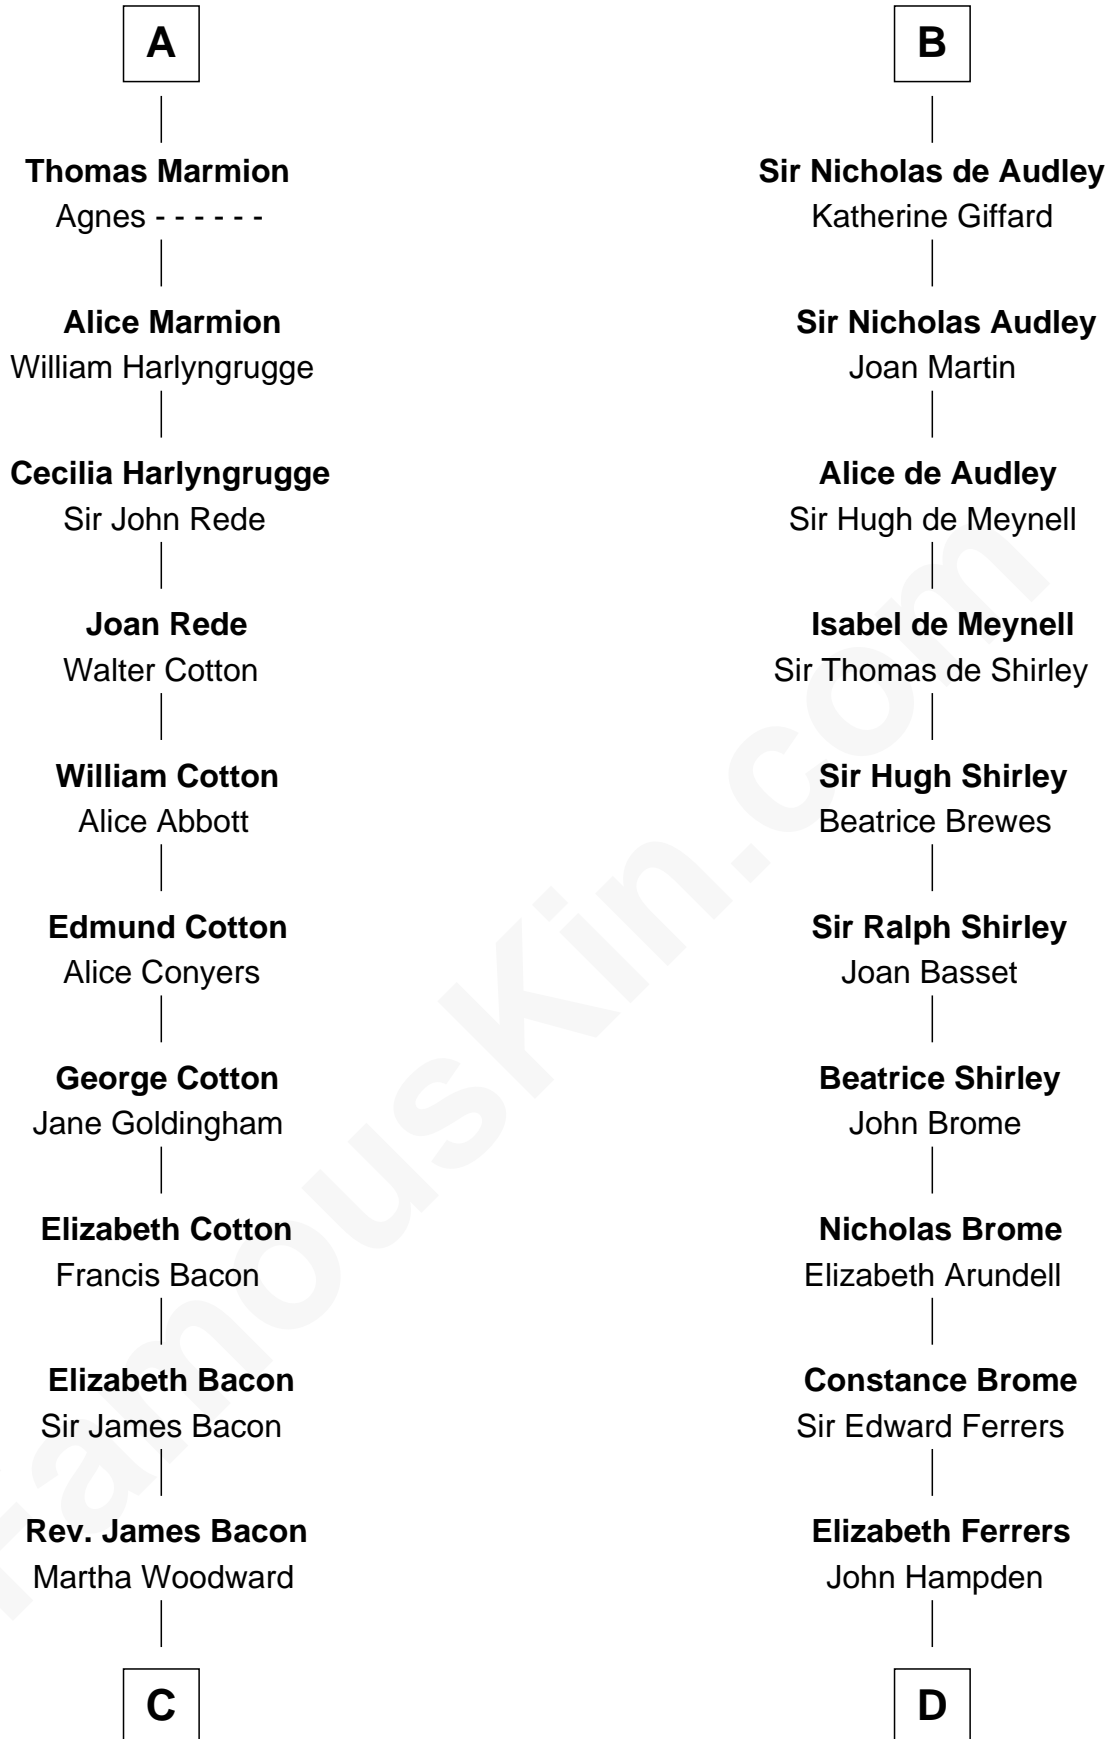 A
Thomas Marmion
Agnes - - - - - -
Alice Marmion
William Harlyngrugge
Cecilia Harlyngrugge
Sir John Rede
Joan Rede
Walter Cotton
William Cotton
Alice Abbott
Edmund Cotton
Alice Conyers
George Cotton
Jane Goldingham
Elizabeth Cotton
Francis Bacon
Elizabeth Bacon
Sir James Bacon
Rev. James Bacon
Martha Woodward
C
B
Sir Nicholas de Audley
Katherine Giffard
Sir Nicholas Audley
Joan Martin
Alice de Audley
Sir Hugh de Meynell
Isabel de Meynell
Sir Thomas de Shirley
Sir Hugh Shirley
Beatrice Brewes
Sir Ralph Shirley
Joan Basset
Beatrice Shirley
John Brome
Nicholas Brome
Elizabeth Arundell
Constance Brome
Sir Edward Ferrers
Elizabeth Ferrers
John Hampden
D
FamousKin.com